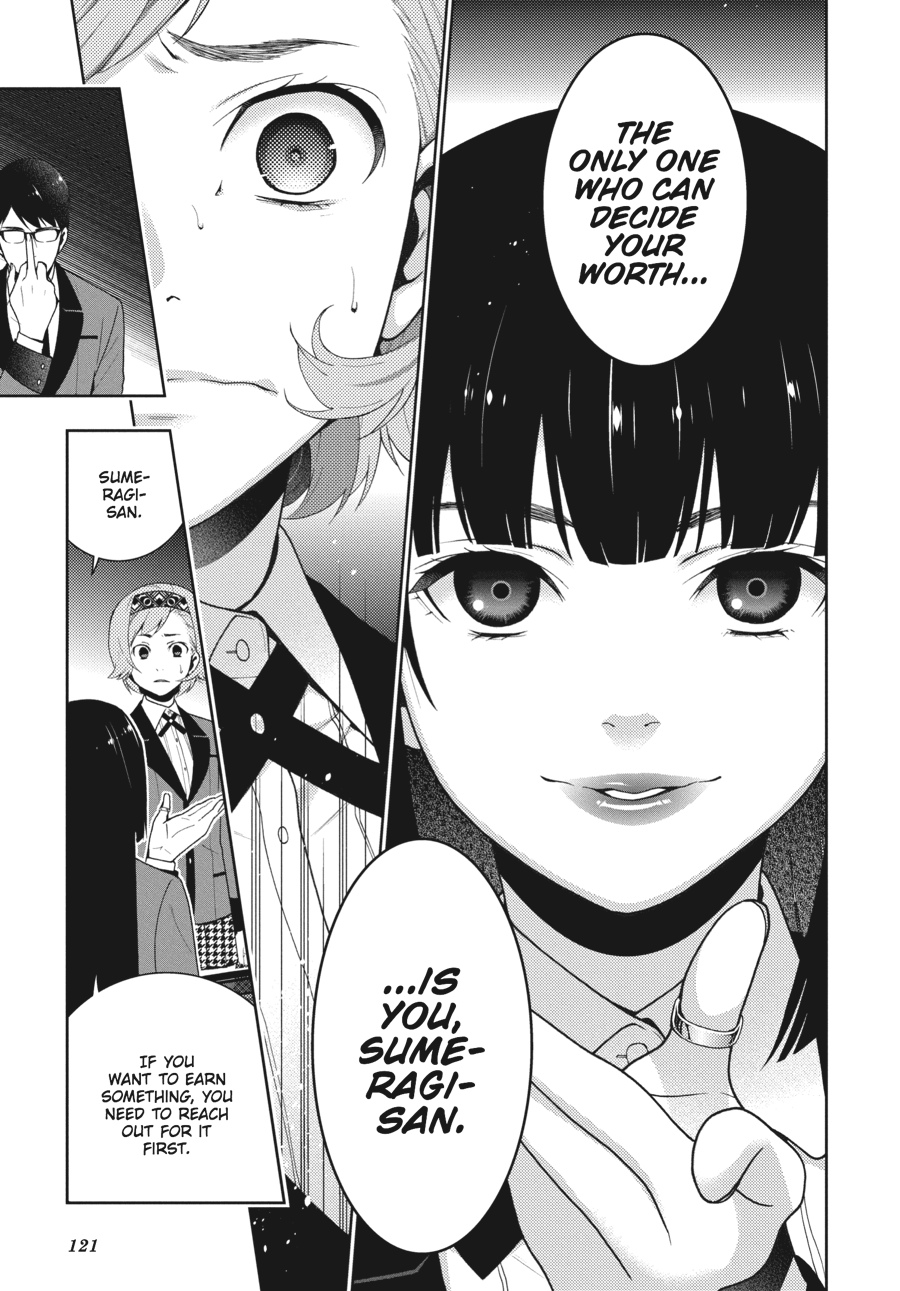 THE
ONLY ONE
WHO CAN
DECIDE
YOUR
WORTH...
...IS
YOU,
SUME-
RAGI-
SAN.
SUME-
RAGI-
SAN.
IF YOU
WANT TO EARN
SOMETHING, YOU
NEED TO REACH
OUT FOR IT
FIRST.
121